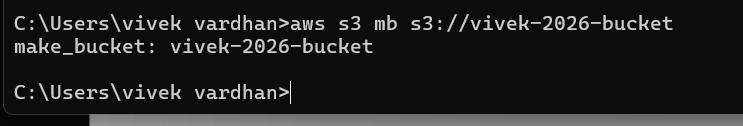 C:\Users\vivek vardhan>aws s3 mb s3://vivek-2026-bucket
make_bucket: vivek-2026-bucket
C:\Users\vivek vardhan>